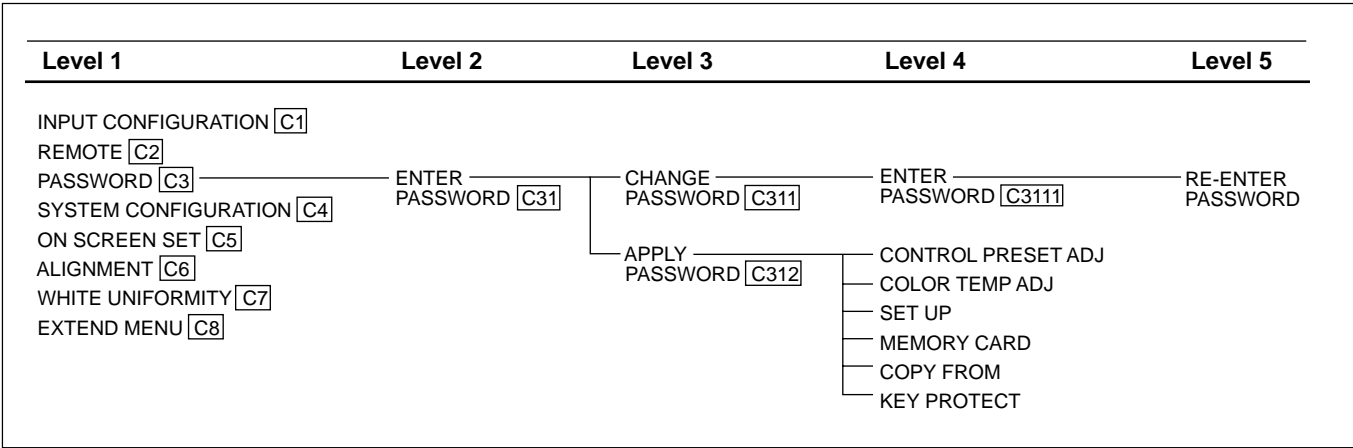 Level 1 Level 2 Level 3 Level 4 Level 5
INPUT CONFIGURATION C1
REMOTE C2
PASSWORD C3
SYSTEM CONFIGURATION C4
ON SCREEN SET C5
ALIGNMENT C6
WHITE UNIFORMITY C7
EXTEND MENU C8
ENTER
PASSWORD C31
CHANGE
PASSWORD C311
APPLY
PASSWORD C312
ENTER
PASSWORD C3111
CONTROL PRESET ADJ
COLOR TEMP ADJ
SET UP
MEMORY CARD
COPY FROM
KEY PROTECT
RE-ENTER
PASSWORD